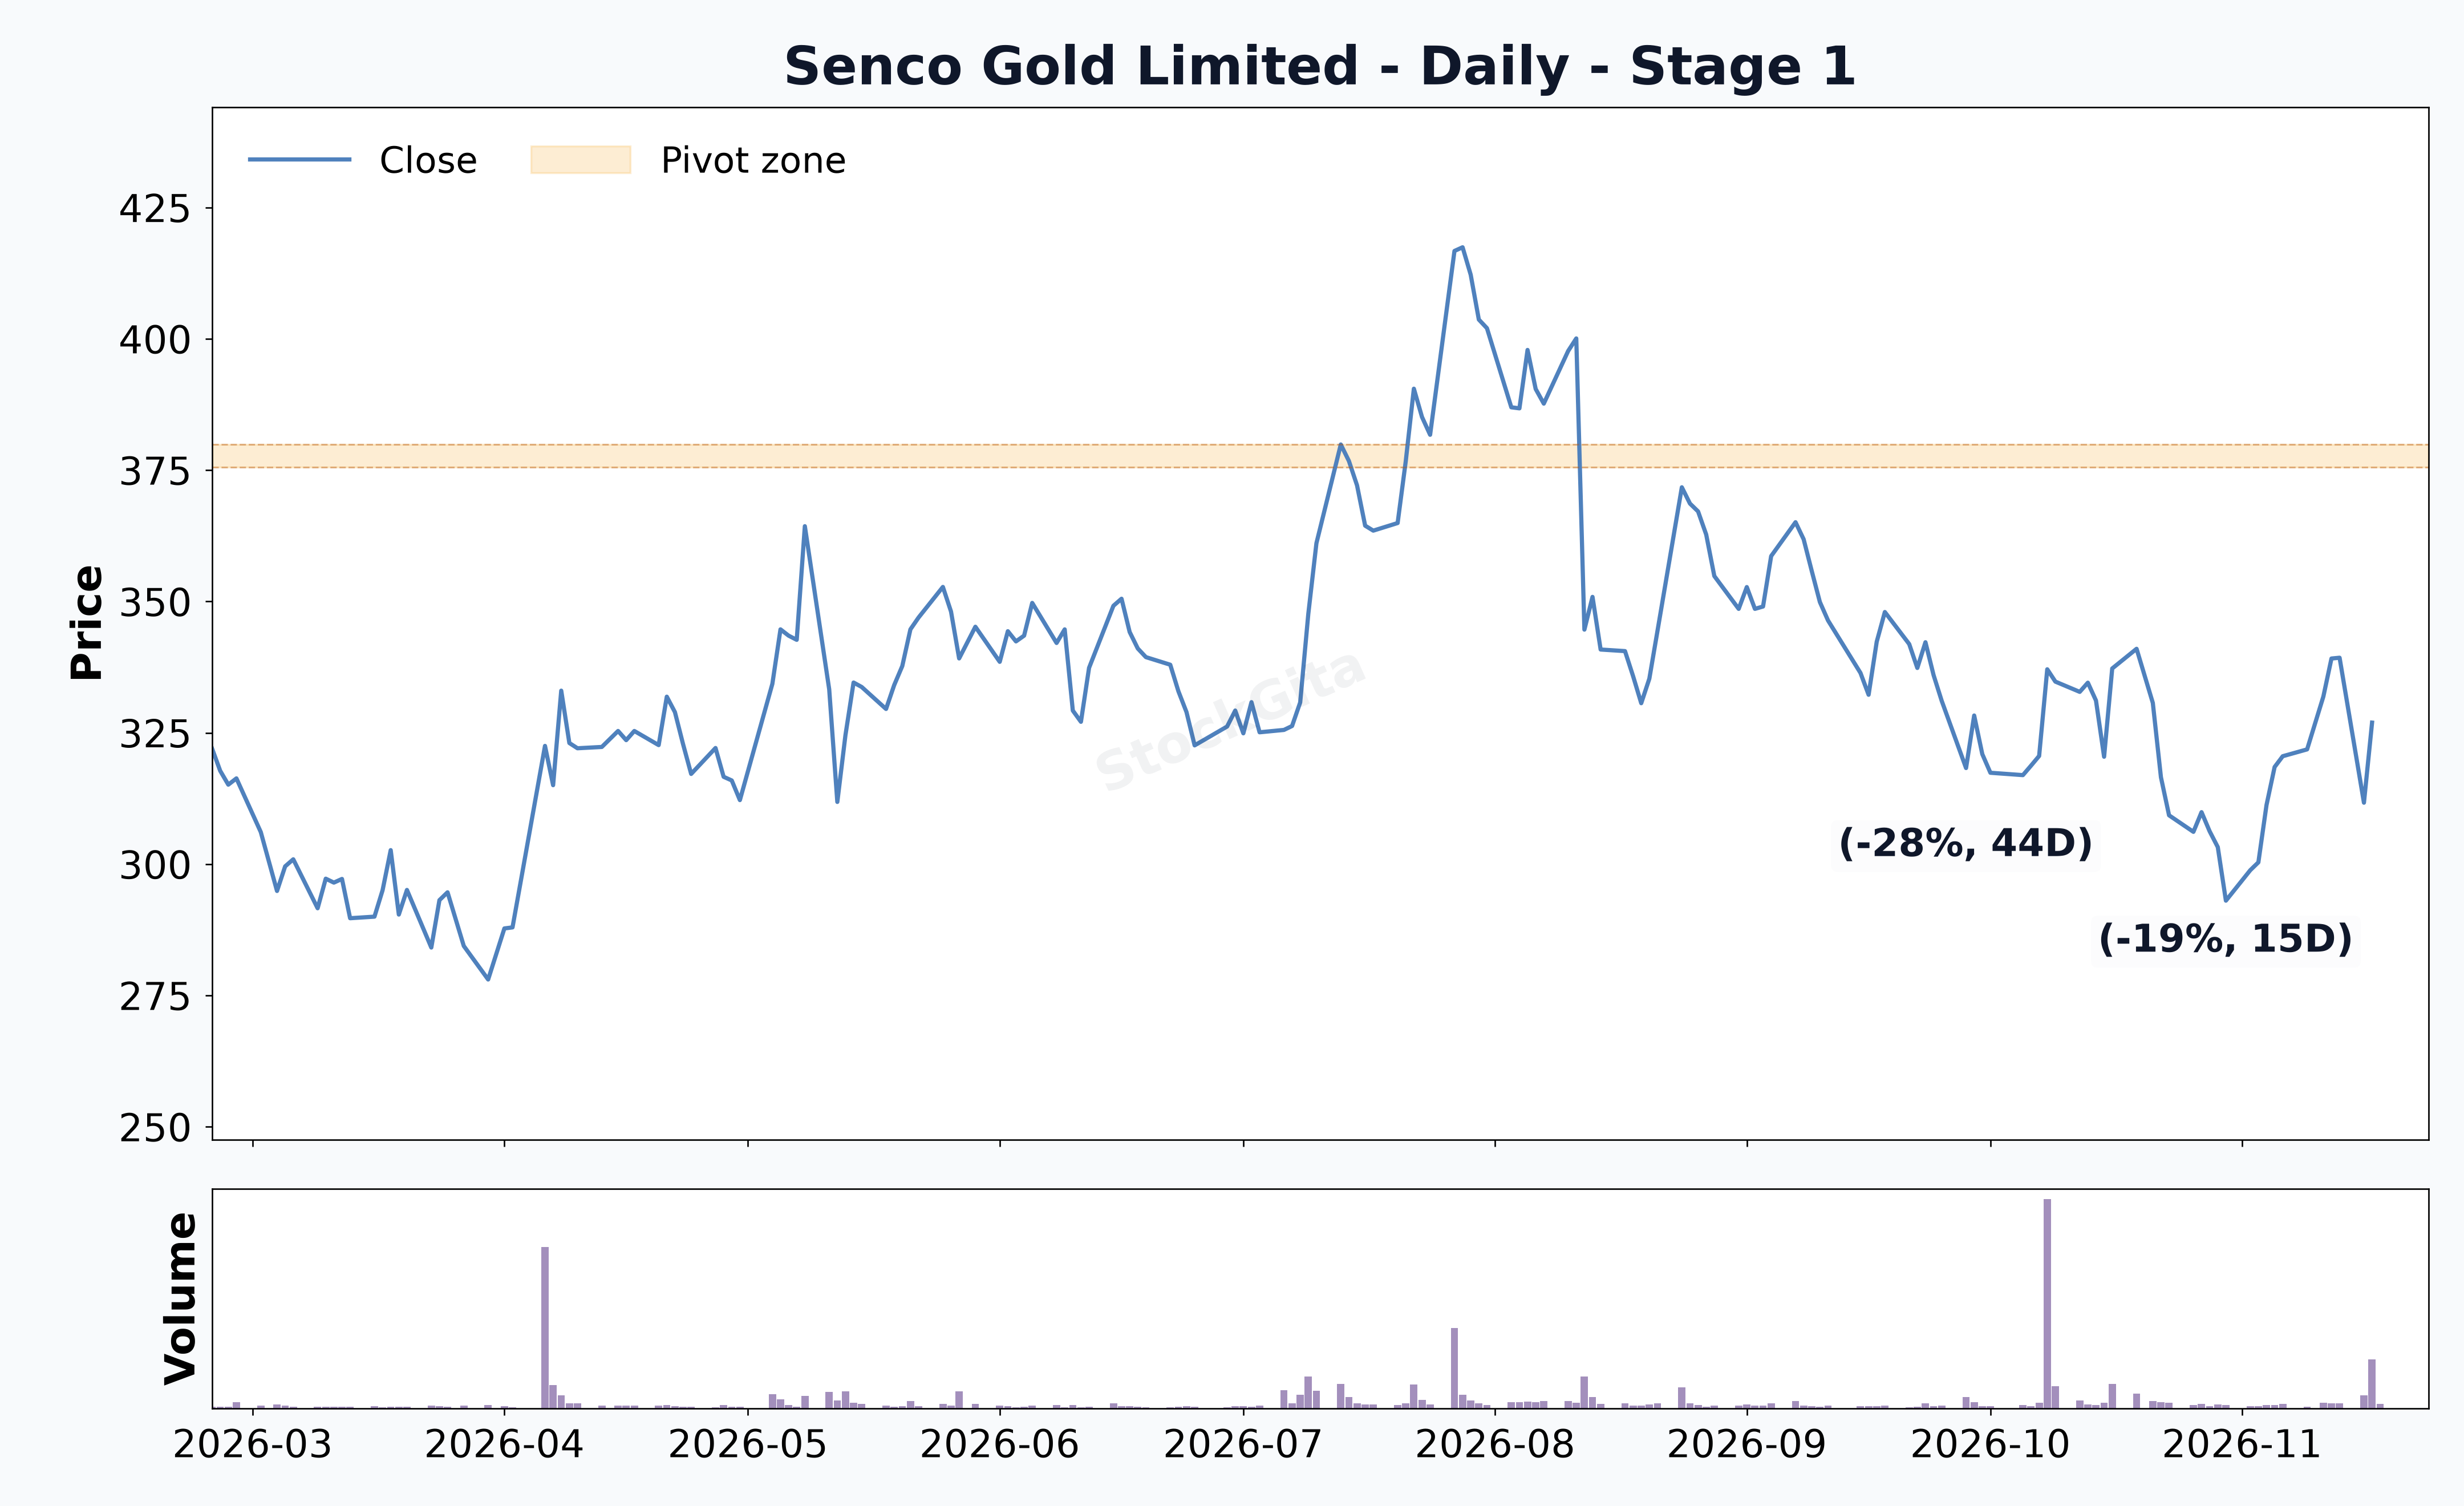 Senco Gold Limited - Daily - Stage 1
Close
Pivot zone
425
400
375
350
325
300
275
250
Price
StockGita
(-28%, 44D)
(-19%, 15D)
Volume
2026-03
2026-04
2026-05
2026-06
2026-07
2026-08
2026-09
2026-10
2026-11